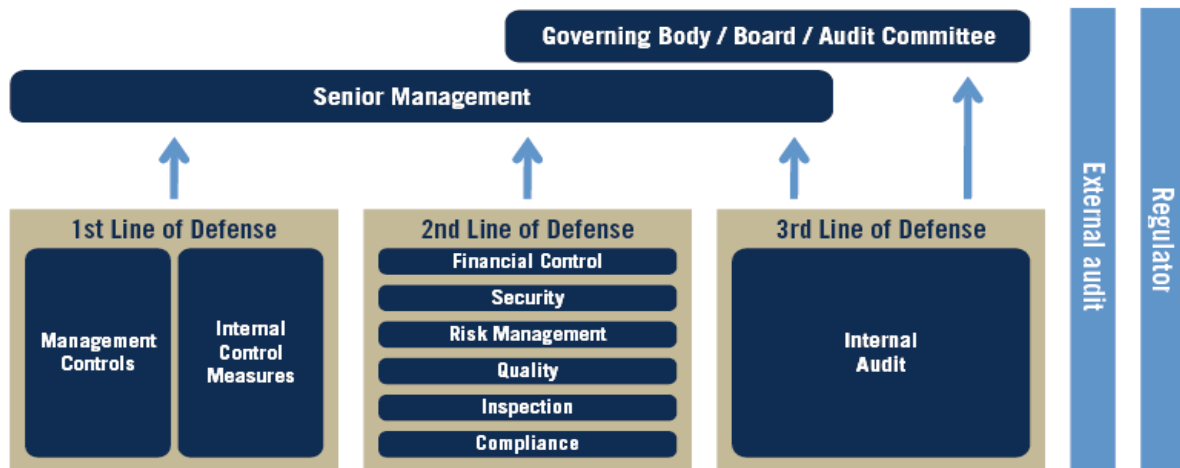 Governing Body / Board / Audit Committee
Senior Management
1st Line of Defense
Management
Controls
Internal
Control
Measures
2nd Line of Defense
Financial Control
Security
Risk Management
Quality
Inspection
Compliance
3rd Line of Defense
Internal
Audit
External audit
Regulator